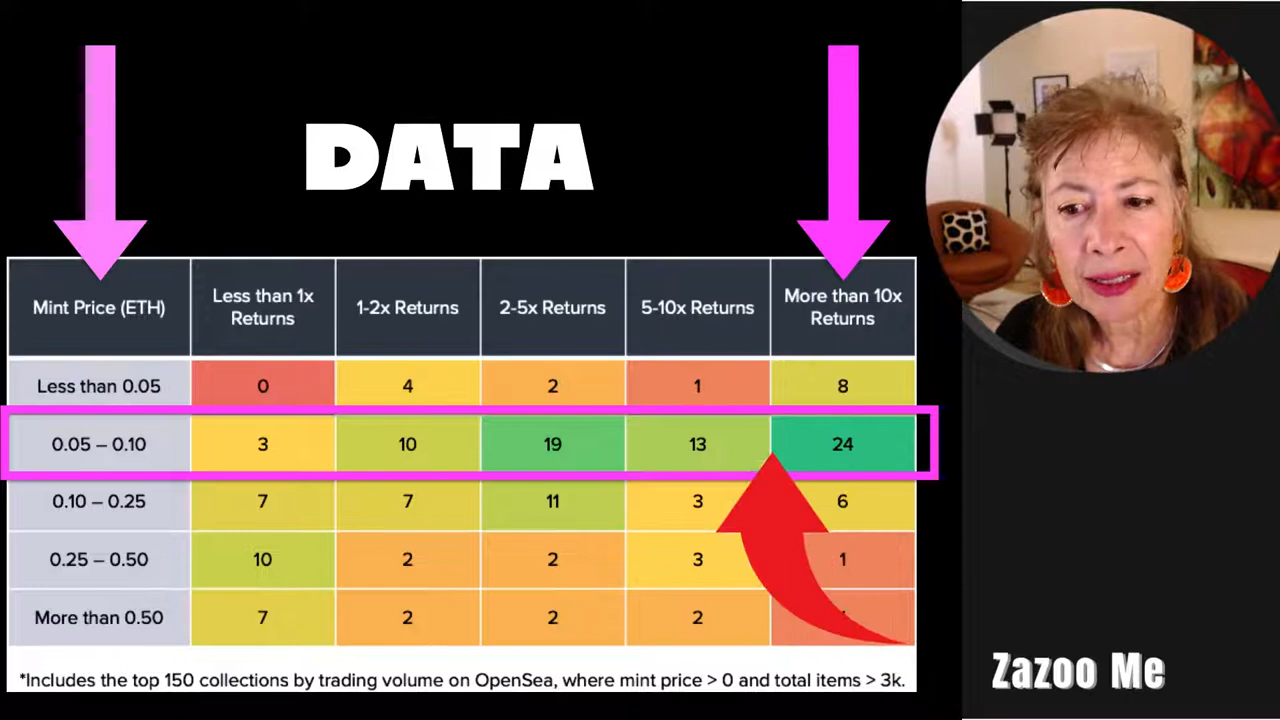 DATA
Mint Price (ETH)
Less than 1x
Returns
1-2x Returns
2-5x Returns
5-10x Returns
More than 10x
Returns
Less than 0.05
0
4
2
1
8
0.05 – 0.10
3
10
19
13
24
0.10 – 0.25
7
7
11
3
6
0.25 – 0.50
10
2
2
3
1
More than 0.50
7
2
2
2
*Includes the top 150 collections by trading volume on OpenSea, where mint price > 0 and total items > 3k.
Zazoo Me